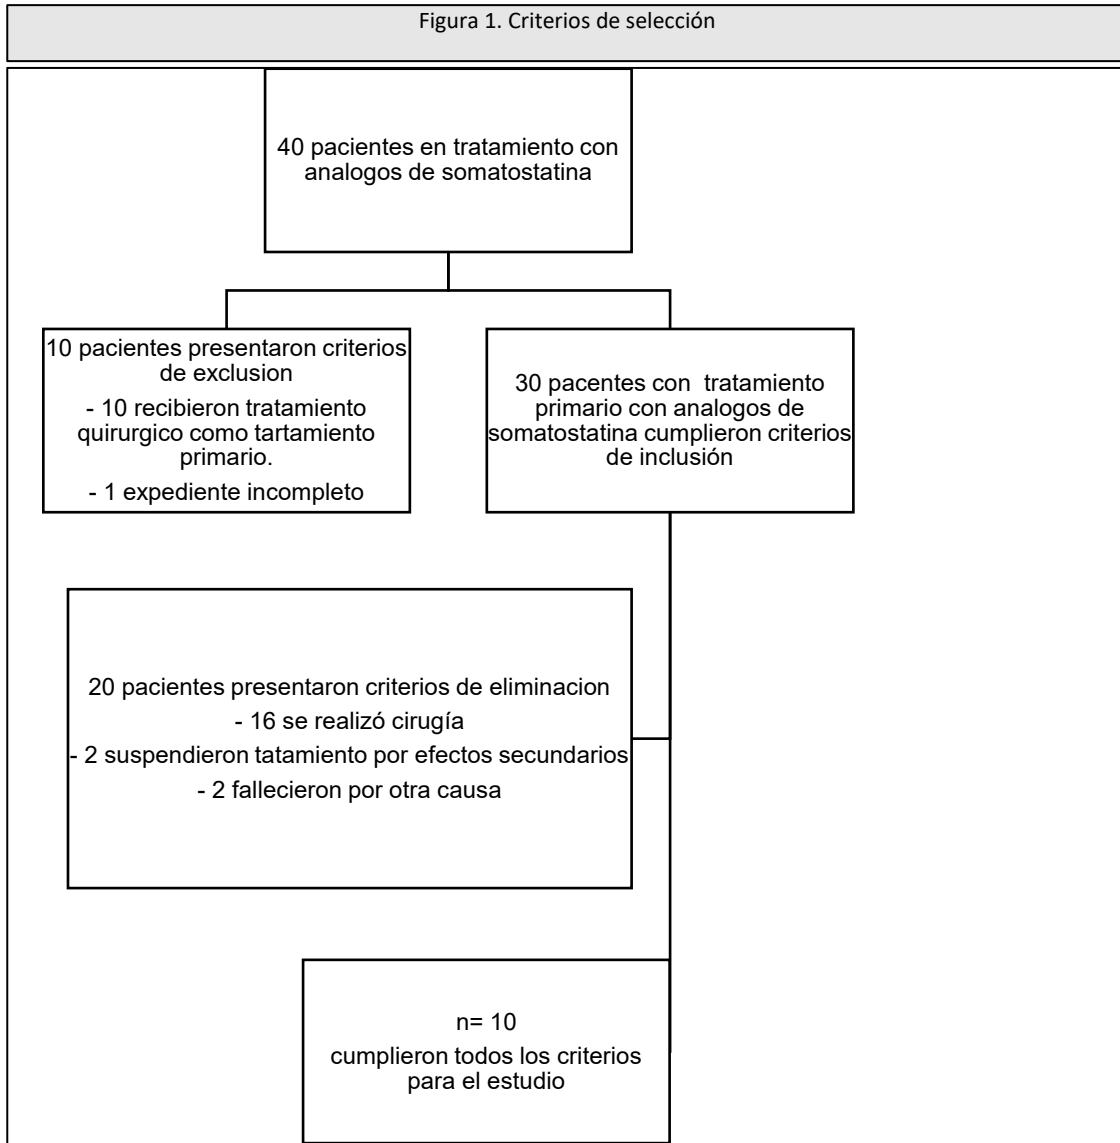 Figura 1. Criterios de selección
40 pacientes en tratamiento con
analogos de somatostatina
10 pacientes presentaron criterios
de exclusion
- 10 recibieron tratamiento
quirurgico como tartamiento
primario.
- 1 expediente incompleto
30 pacentes con tratamiento
primario con analogos de
somatostatina cumplieron criterios
de inclusión
20 pacientes presentaron criterios de eliminacion
- 16 se realizó cirugía
- 2 suspendieron tatamiento por efectos secundarios
- 2 fallecieron por otra causa
n= 10
cumplieron todos los criterios
para el estudio